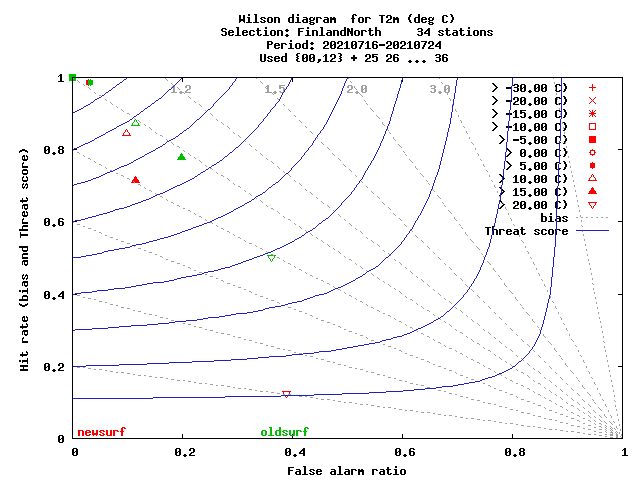 Wilson diagram  for T2m (deg C)
Selection: FinlandNorth     34 stations
Period: 20210716-20210724
Used {00,12} + 25 26 ... 36
Hit rate (bias and Threat score)
1
0.8
0.6
0.4
0.2
0
1.2
1.5
2.0
3.0
> -30.00 C)
> -20.00 C)
> -15.00 C)
> -10.00 C)
> -5.00 C)
> 0.00 C)
> 5.00 C)
> 10.00 C)
> 15.00 C)
> 20.00 C)
bias
Threat score
newsurf
oldsurf
0
0.2
0.4
0.6
0.8
1
False alarm ratio